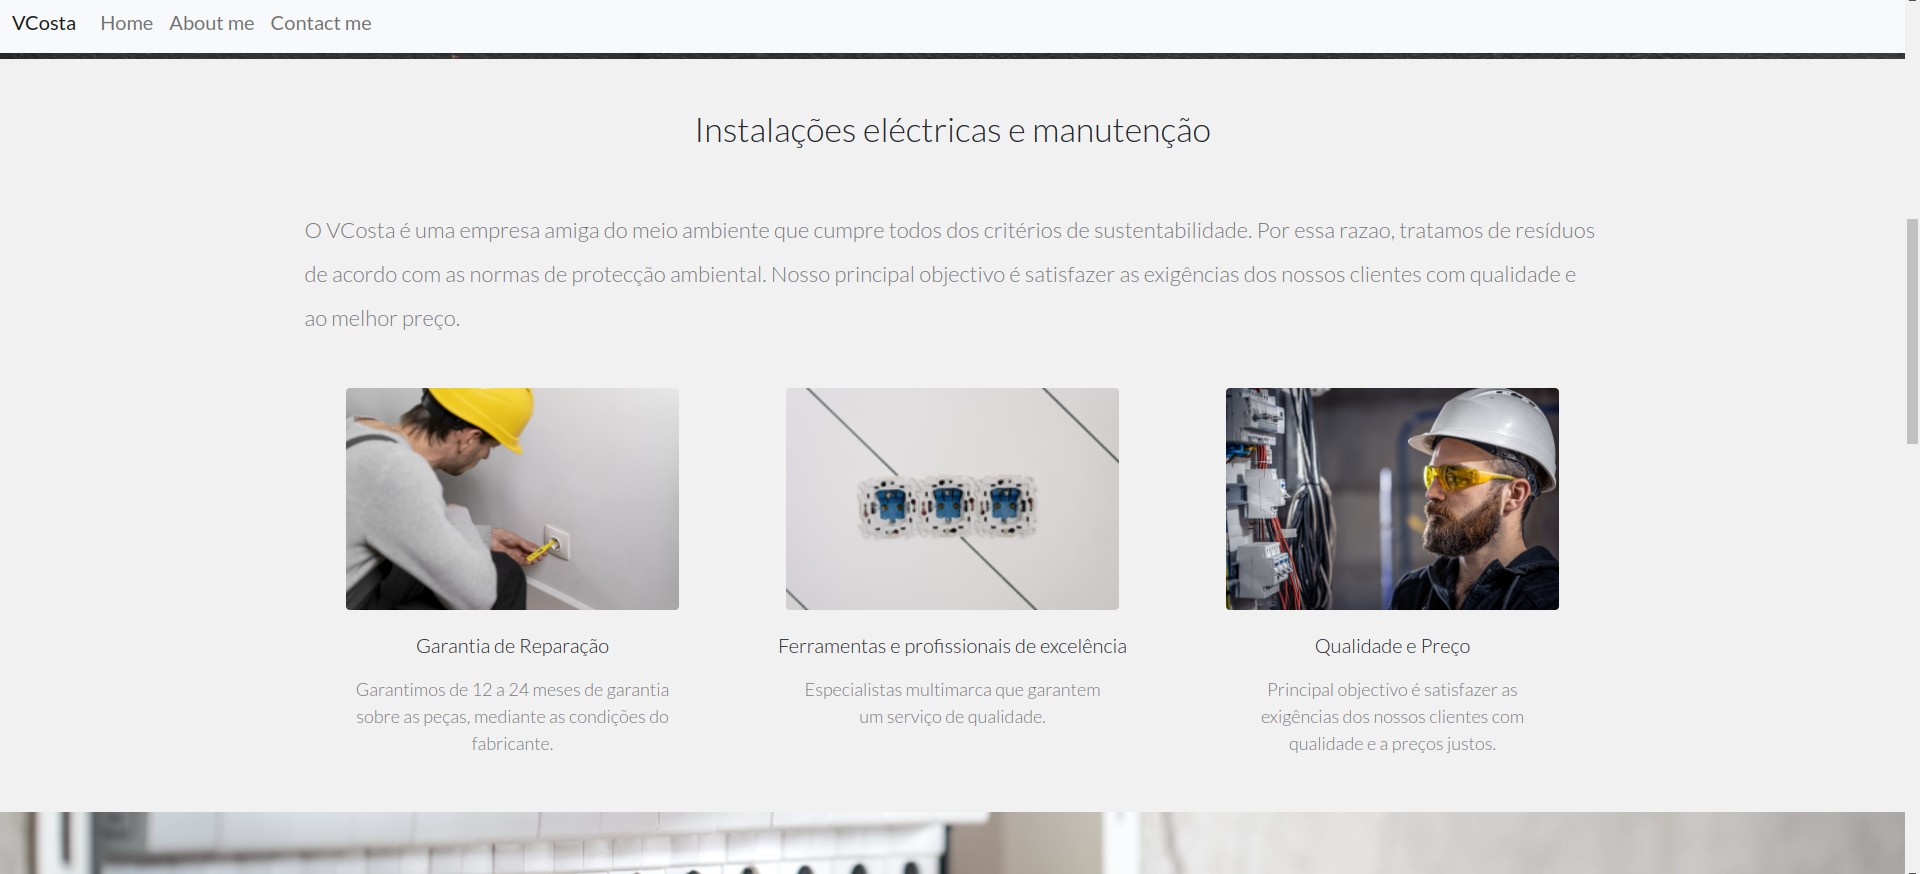 VCosta Home About me Contact me
Instalações eléctricas e manutenção
O VCosta é uma empresa amiga do meio ambiente que cumpre todos dos critérios de sustentabilidade. Por essa razao, tratamos de resíduos
de acordo com as normas de protecção ambiental. Nosso principal objectivo é satisfazer as exigências dos nossos clientes com qualidade e
ao melhor preço.
Garantia de Reparação
Garantimos de 12 a 24 meses de garantia
sobre as peças, mediante as condições do
fabricante.
Ferramentas e profissionais de excelência
Especialistas multimarca que garantem
um serviço de qualidade.
Qualidade e Preço
Principal objectivo é satisfazer as
exigências dos nossos clientes com
qualidade e a preços justos.